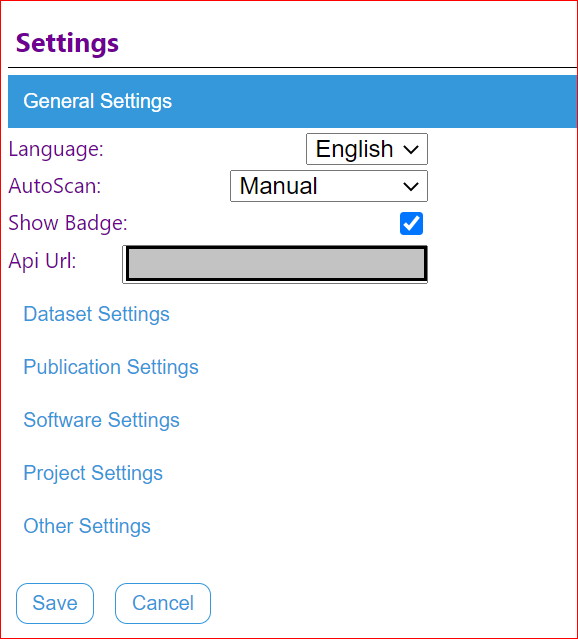 Settings
General Settings
Language: English
AutoScan: Manual
Show Badge:
Api Url:
Dataset Settings
Publication Settings
Software Settings
Project Settings
Other Settings
Save Cancel